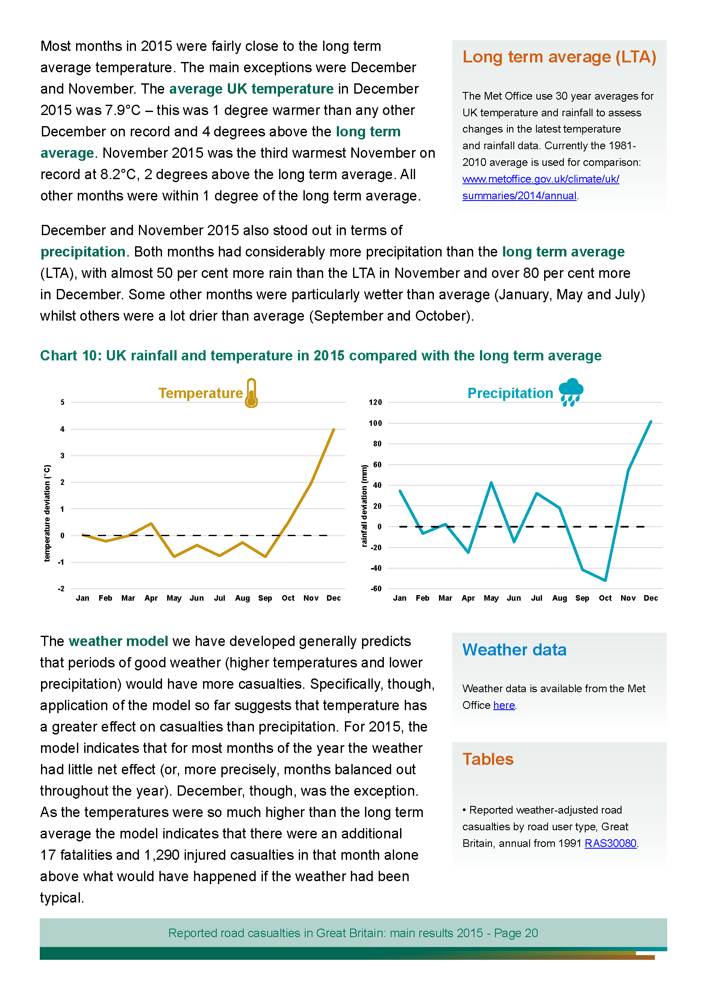 Most months in 2015 were fairly close to the long term
average temperature. The main exceptions were December
and November. The average UK temperature in December
2015 was 7.9°C – this was 1 degree warmer than any other
December on record and 4 degrees above the long term
average. November 2015 was the third warmest November on
record at 8.2°C, 2 degrees above the long term average. All
other months were within 1 degree of the long term average.
Long term average (LTA)
The Met Office use 30 year averages for
UK temperature and rainfall to assess
changes in the latest temperature
and rainfall data. Currently the 1981-
2010 average is used for comparison:
www.metoffice.gov.uk/climate/uk/
summaries/2014/annual.
December and November 2015 also stood out in terms of
precipitation. Both months had considerably more precipitation than the long term average
(LTA), with almost 50 per cent more rain than the LTA in November and over 80 per cent more
in December. Some other months were particularly wetter than average (January, May and July)
whilst others were a lot drier than average (September and October).
Chart 10: UK rainfall and temperature in 2015 compared with the long term average
Temperature
5
4
3
2
1
0
-1
-2
temperature deviation (°C)
Jan Feb Mar Apr May Jun Jul Aug Sep Oct Nov Dec
Precipitation
120
100
80
60
40
20
0
-20
-40
-60
rainfall deviation (mm)
Jan Feb Mar Apr May Jun Jul Aug Sep Oct Nov Dec
The weather model we have developed generally predicts
that periods of good weather (higher temperatures and lower
precipitation) would have more casualties. Specifically, though,
application of the model so far suggests that temperature has
a greater effect on casualties than precipitation. For 2015, the
model indicates that for most months of the year the weather
had little net effect (or, more precisely, months balanced out
throughout the year). December, though, was the exception.
As the temperatures were so much higher than the long term
average the model indicates that there were an additional
17 fatalities and 1,290 injured casualties in that month alone
above what would have happened if the weather had been
typical.
Weather data
Weather data is available from the Met
Office here.
Tables
• Reported weather-adjusted road
casualties by road user type, Great
Britain, annual from 1991 RAS30080.
Reported road casualties in Great Britain: main results 2015 - Page 20